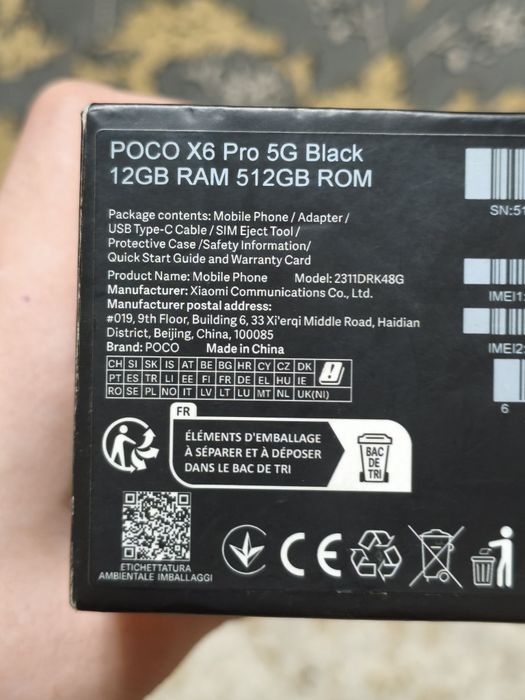 POCO X6 Pro 5G Black
12GB RAM 512GB ROM
SN:51
Package contents: Mobile Phone / Adapter /
USB Type-C Cable / SIM Eject Tool /
Protective Case /Safety Information/
Quick Start Guide and Warranty Card
Product Name: Mobile Phone Model: 2311DRK48G
Manufacturer: Xiaomi Communications Co., Ltd.
IMEI1:
Manufacturer postal address:
#019, 9th Floor, Building 6, 33 Xi'erqi Middle Road, Haidian
District, Beijing, China, 100085
IMEI2:
Brand: POCO Made in China
CH SI SK IS AT BE BG HR CY CZ DK
PT ES TR LI EE FI FR DE EL HU IE
RO SE PL NO IT LV LT LU MT NL UK(NI)
6
FR
ÉLÉMENTS D'EMBALLAGE
À SÉPARER ET À DÉPOSER
DANS LE BAC DE TRI
BAC
DE
TRI
ETICHETTATURA
AMBIENTALE IMBALLAGGI
CE